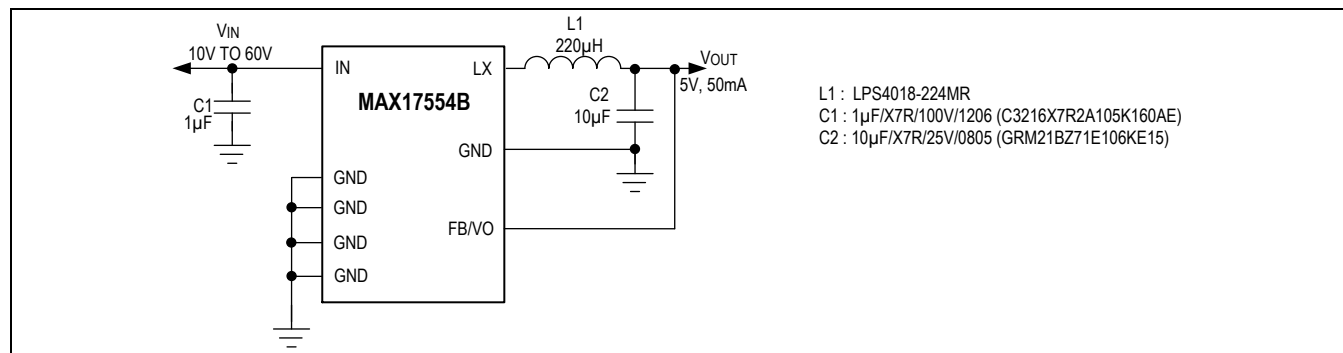 VIN
10V TO 60V
C1
1µF
IN
LX
MAX17554B
GND
GND
GND
GND
GND
FB/VO
L1
220µH
C2
10µF
VOUT
5V, 50mA
L1 : LPS4018-224MR
C1 : 1µF/X7R/100V/1206 (C3216X7R2A105K160AE)
C2 : 10µF/X7R/25V/0805 (GRM21BZ71E106KE15)